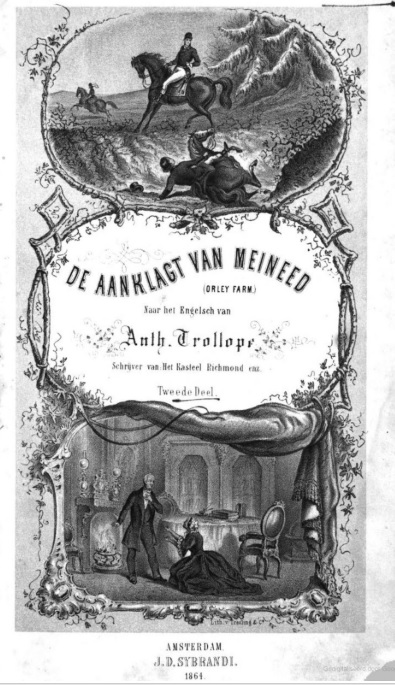 DE AANKLAGT VAN MEINEED
(ORLEY FARM.)
Naar het Engelsch van
Anth. Trollope,
Schrijver van: Het Kasteel Richmond enz.
Tweede Deel.
Lith. v.
AMSTERDAM.
J. D. SYBRANDI.
1864.